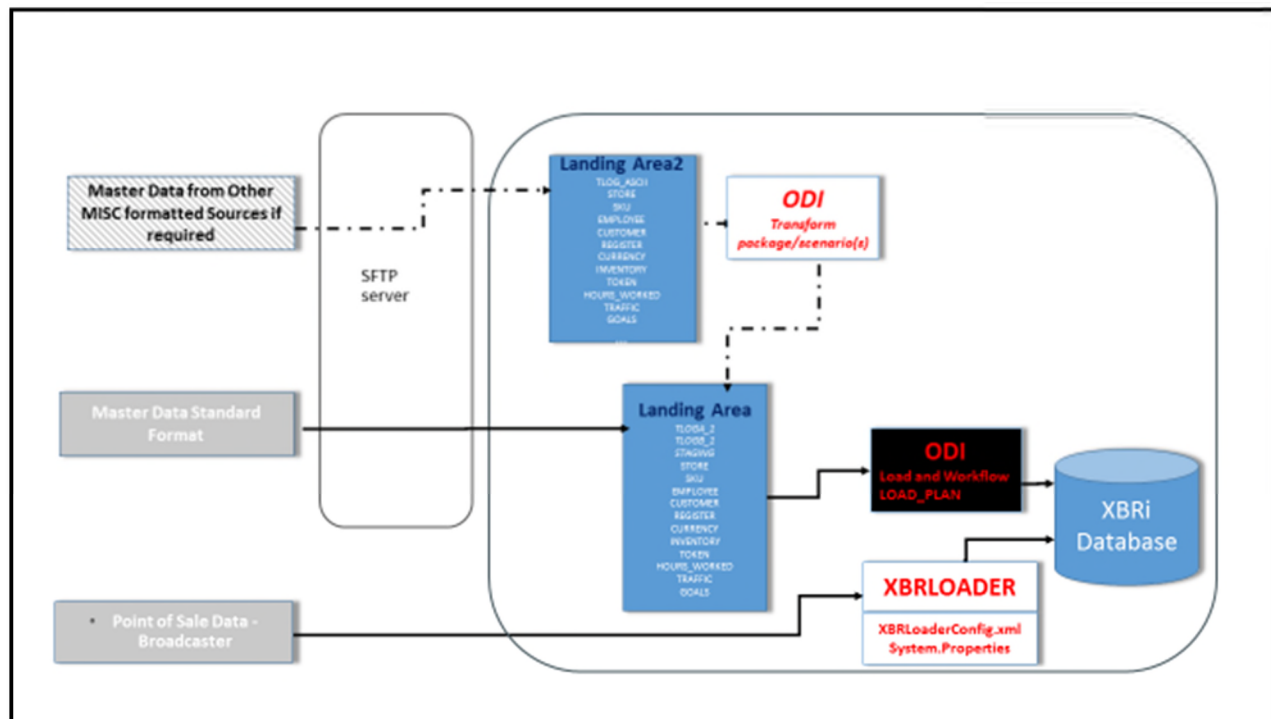 Master Data from Other
MISC formatted Sources if
required
SFTP
server
Landing Area2
TLOG_ASCII
STORE
SKU
EMPLOYEE
CUSTOMER
REGISTER
CURRENCY
INVENTORY
TOKEN
HOURS_WORKED
TRAFFIC
GOALS
...
ODI
Transform
package/scenario(s)
Master Data Standard
Format
Landing Area
TLOGA_2
TLOGB_2
STAGING
STORE
SKU
EMPLOYEE
CUSTOMER
REGISTER
CURRENCY
INVENTORY
TOKEN
HOURS_WORKED
TRAFFIC
GOALS
ODI
Load and Workflow
LOAD_PLAN
XBRi
Database
• Point of Sale Data -
Broadcaster
XBRLOADER
XBRLoaderConfig.xml
System.Properties